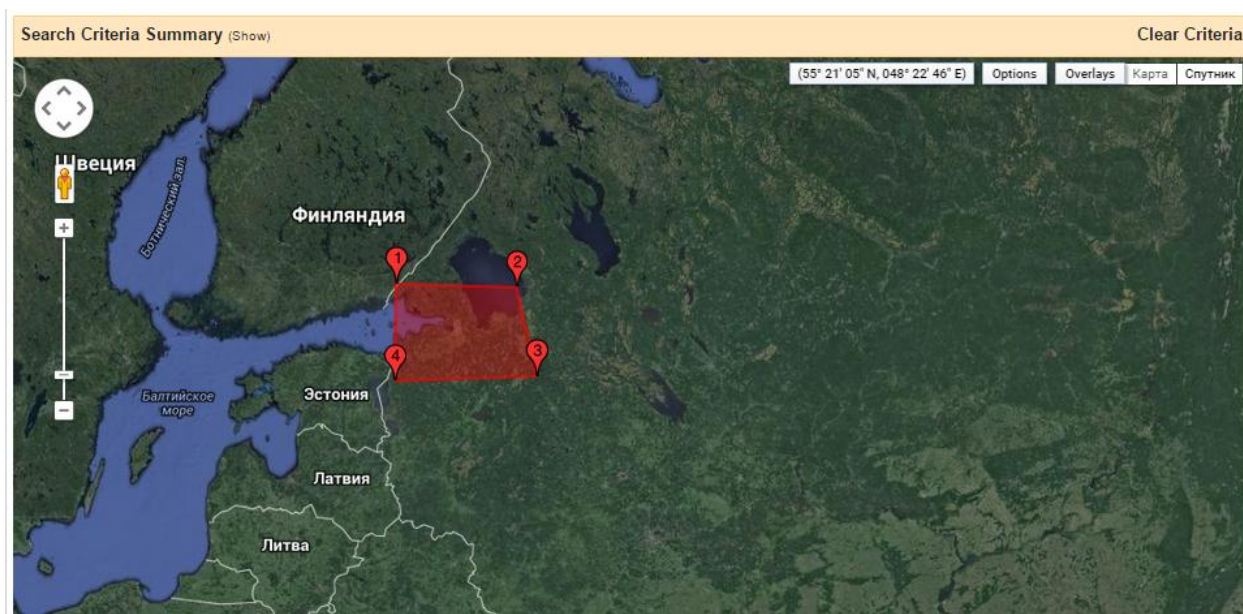 Search Criteria Summary (Show) Clear Criteria
(55° 21' 05" N, 048° 22' 46" E) Options Overlays Карта Спутник
Швеция
Ботнический зал.
Финляндия
1
2
3
4
Эстония
Балтийское
море
Латвия
Литва